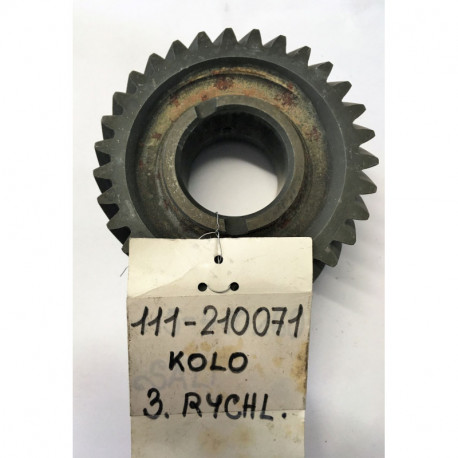 111-210071
KOLO
3. RYCHL.